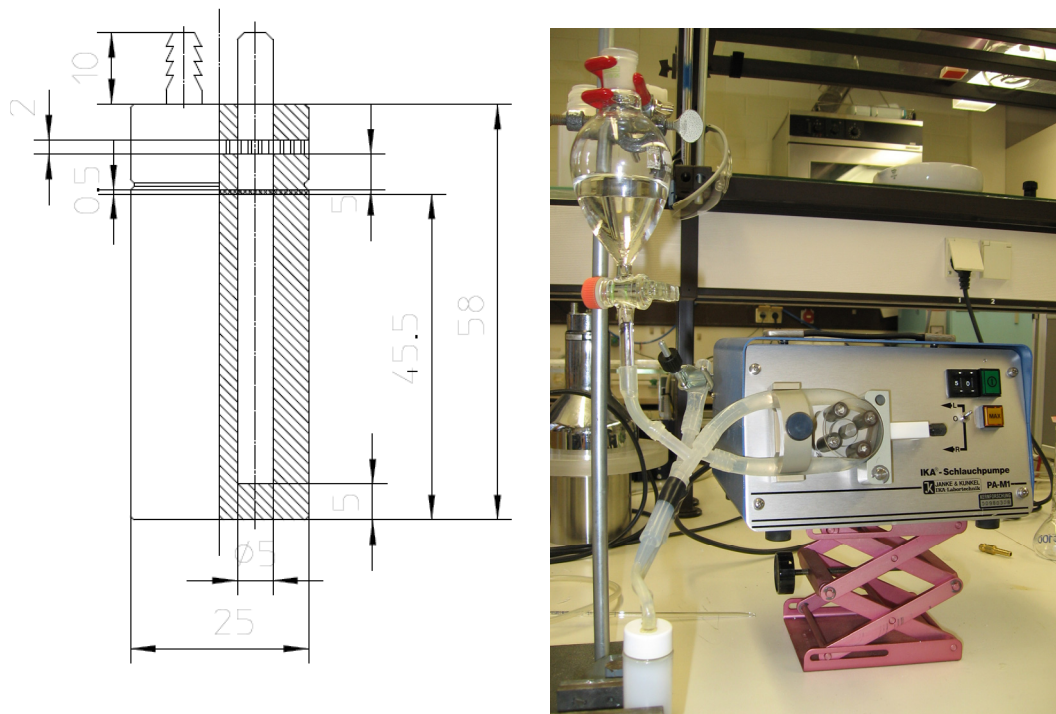 10
2
0.5
5
45.5
58
5
Ø5
25
L
O
R
MAX
IKA® - Schlauchpumpe
JANKE & KUNKEL
IKA Labortechnik
PA-M1